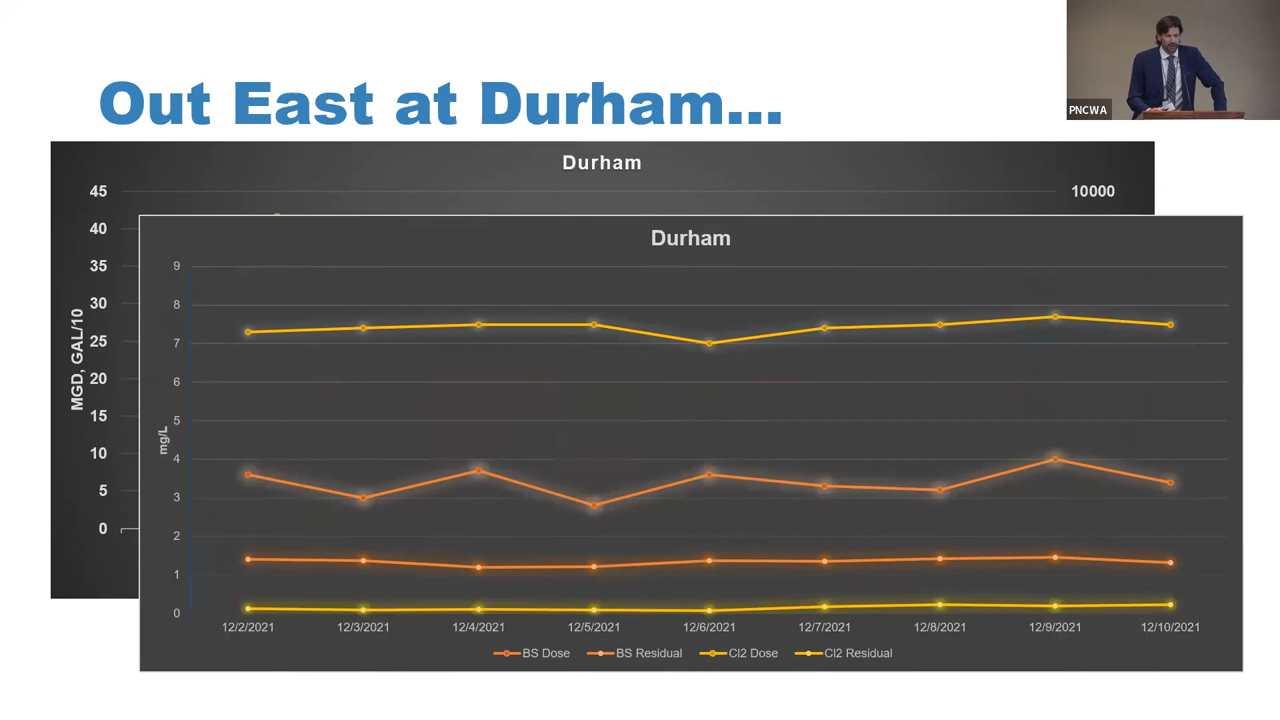 PNCWA
Out East at Durham...
Durham
45
40
35
30
25
20
15
10
5
0
MGD, GAL/10
10000
Durham
9
8
7
6
5
4
3
2
1
0
mg/L
12/2/2021 12/3/2021 12/4/2021 12/5/2021 12/6/2021 12/7/2021 12/8/2021 12/9/2021 12/10/2021
BS Dose BS Residual Cl2 Dose Cl2 Residual